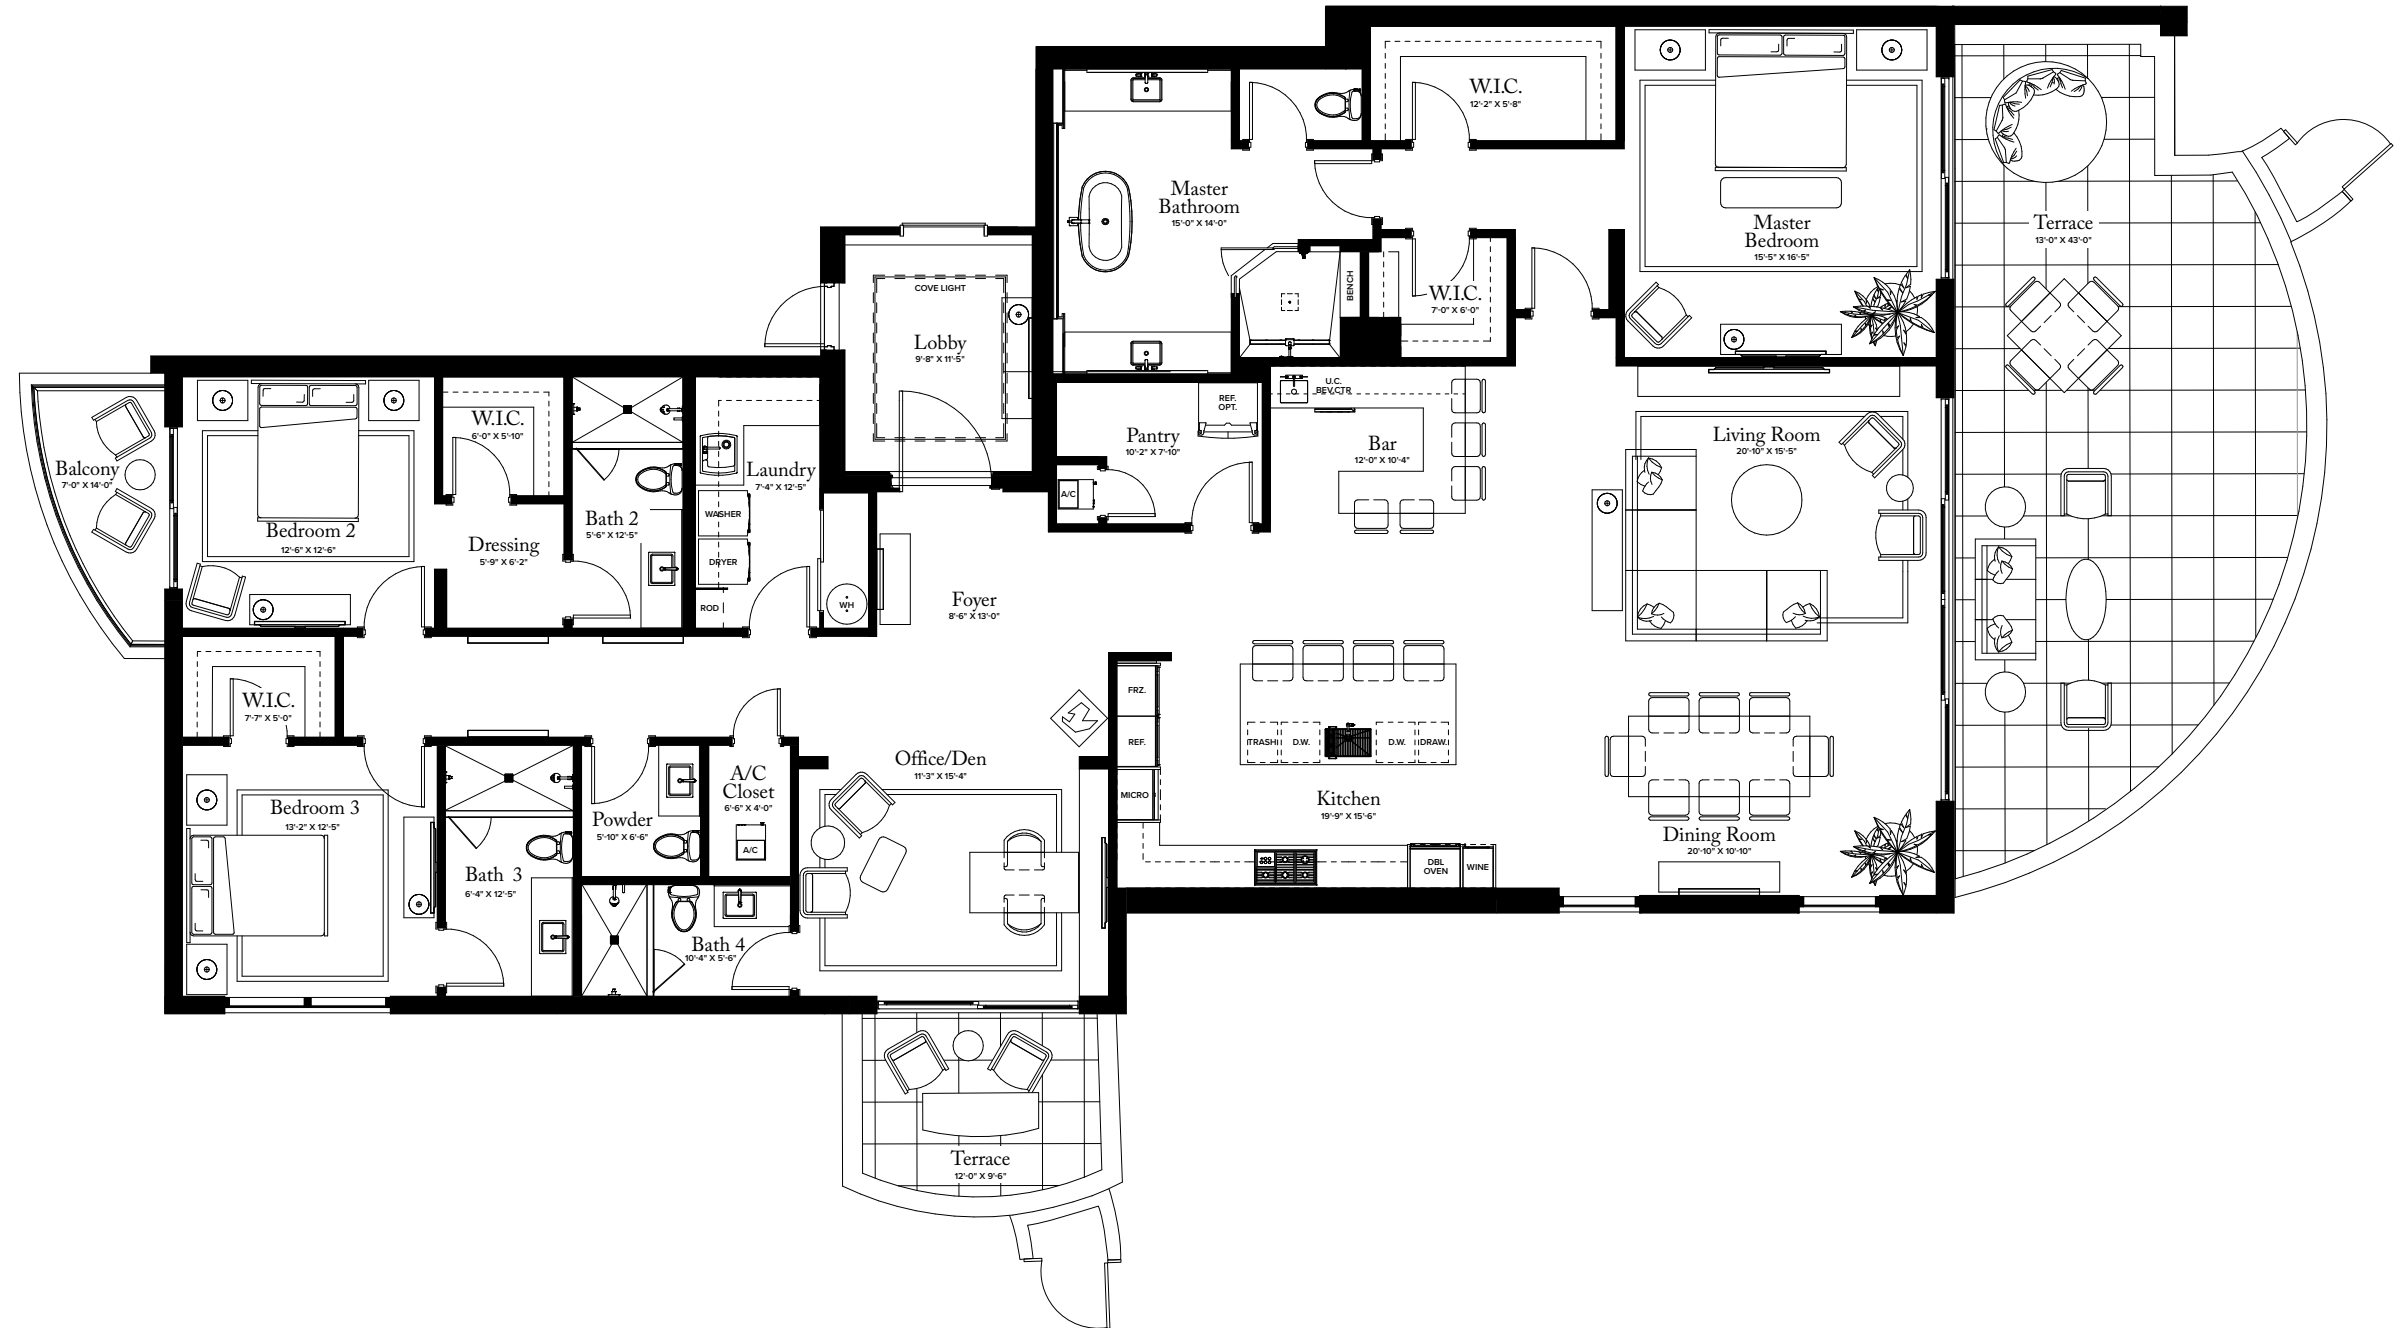 W.I.C.
12'-2" X 5'-8"
Master
Bathroom
15'-0" X 14'-0"
Master
Bedroom
15'-5" X 16'-5"
Terrace
13'-0" X 43'-0"
BENCH
W.I.C.
7'-0" X 6'-0"
COVE LIGHT
Lobby
9'-8" X 11'-5"
U.C.
BEV.CTR
REF.
OPT.
Pantry
10'-2" X 7'-10"
A/C
Bar
12'-0" X 10'-4"
Living Room
20'-10" X 15'-5"
Balcony
7'-0" X 14'-0"
Bedroom 2
12'-6" X 12'-6"
W.I.C.
6'-0" X 5'-10"
Dressing
5'-9" X 6'-2"
Bath 2
5'-6" X 12'-5"
Laundry
7'-4" X 12'-5"
WASHER
DRYER
ROD
WH
Foyer
8'-6" X 13'-0"
W.I.C.
7'-7" X 5'-0"
FRZ.
REF.
MICRO
TRASH
D.W.
D.W.
DRAW.
Kitchen
19'-9" X 15'-6"
DBL
OVEN
WINE
Dining Room
20'-10" X 10'-10"
Bedroom 3
13'-2" X 12'-5"
Bath 3
6'-4" X 12'-5"
Powder
5'-10" X 6'-6"
A/C
Closet
6'-6" X 4'-0"
A/C
Office/Den
11'-3" X 15'-4"
Bath 4
10'-4" X 5'-6"
Terrace
12'-0" X 9'-6"